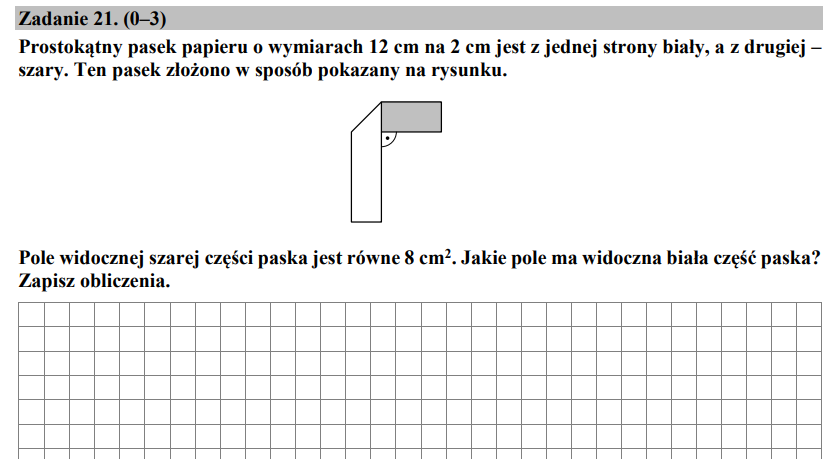 Zadanie 21. (0–3)
Prostokątny pasek papieru o wymiarach 12 cm na 2 cm jest z jednej strony biały, a z drugiej –
szary. Ten pasek złożono w sposób pokazany na rysunku.
Pole widocznej szarej części paska jest równe 8 cm². Jakie pole ma widoczna biała część paska?
Zapisz obliczenia.